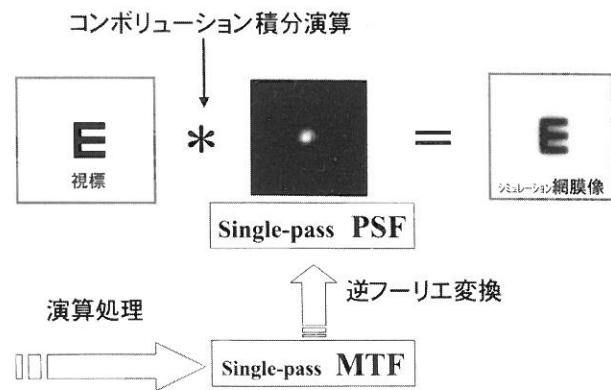 コンボリューション積分演算
E
*
=
E
視標
シミュレーション網膜像
Single-pass PSF
演算処理
逆フーリエ変換
Single-pass MTF